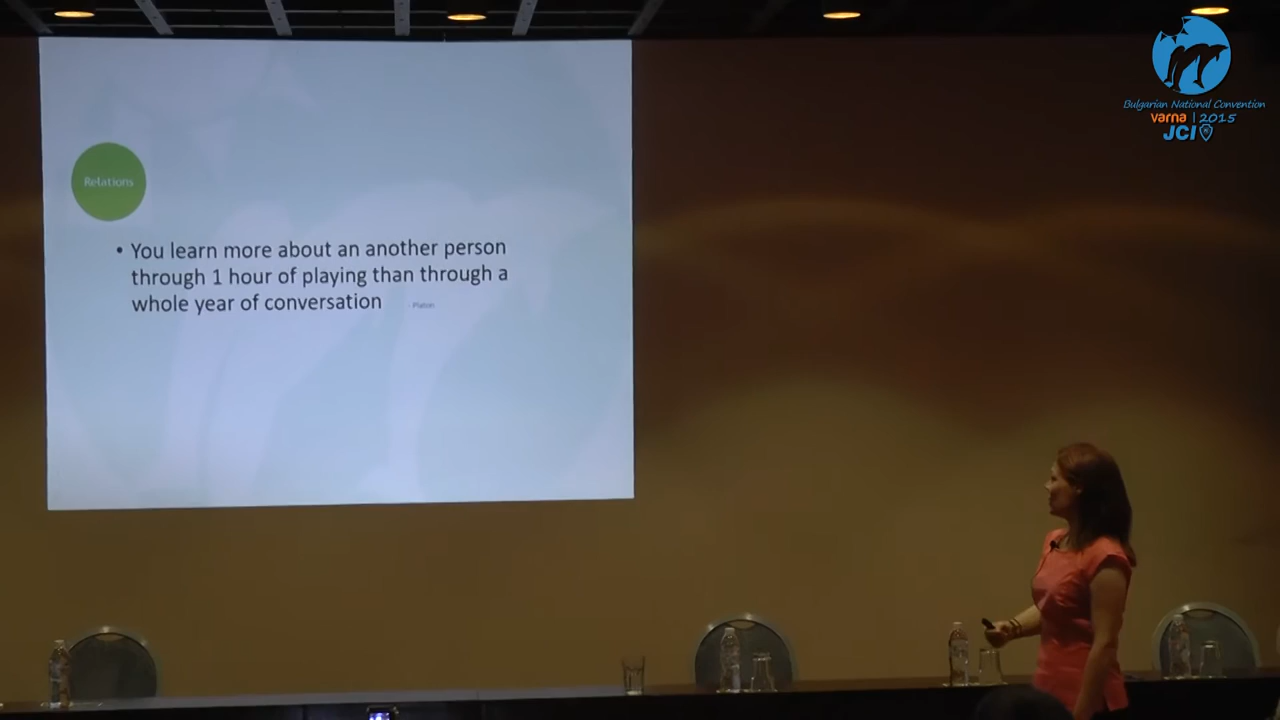 Relations
• You learn more about an another person
through 1 hour of playing than through a
whole year of conversation - Platon
Bulgarian National Convention
varna | 2015
JCI